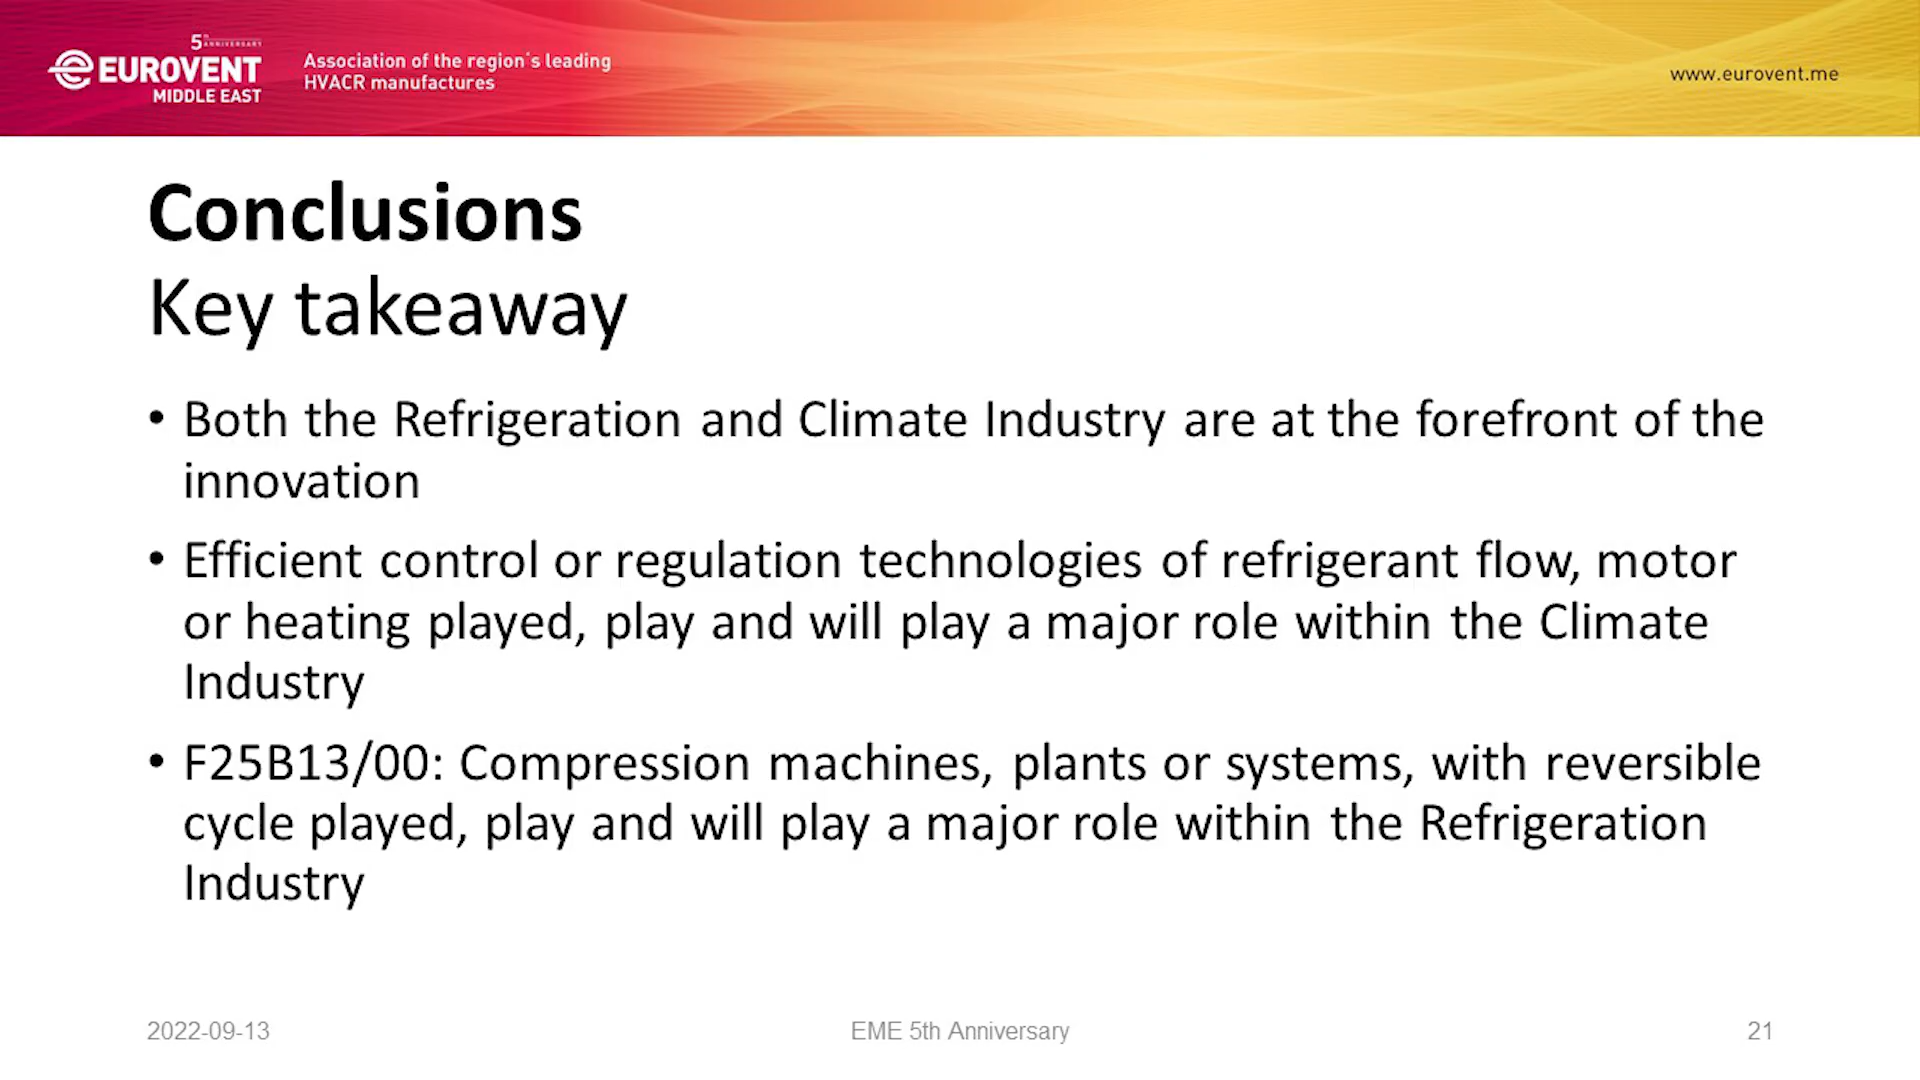 5th ANNIVERSARY
EUROVENT
MIDDLE EAST
Association of the region's leading
HVACR manufactures
www.eurovent.me
Conclusions
Key takeaway
• Both the Refrigeration and Climate Industry are at the forefront of the
innovation
• Efficient control or regulation technologies of refrigerant flow, motor
or heating played, play and will play a major role within the Climate
Industry
• F25B13/00: Compression machines, plants or systems, with reversible
cycle played, play and will play a major role within the Refrigeration
Industry
2022-09-13
EME 5th Anniversary
21